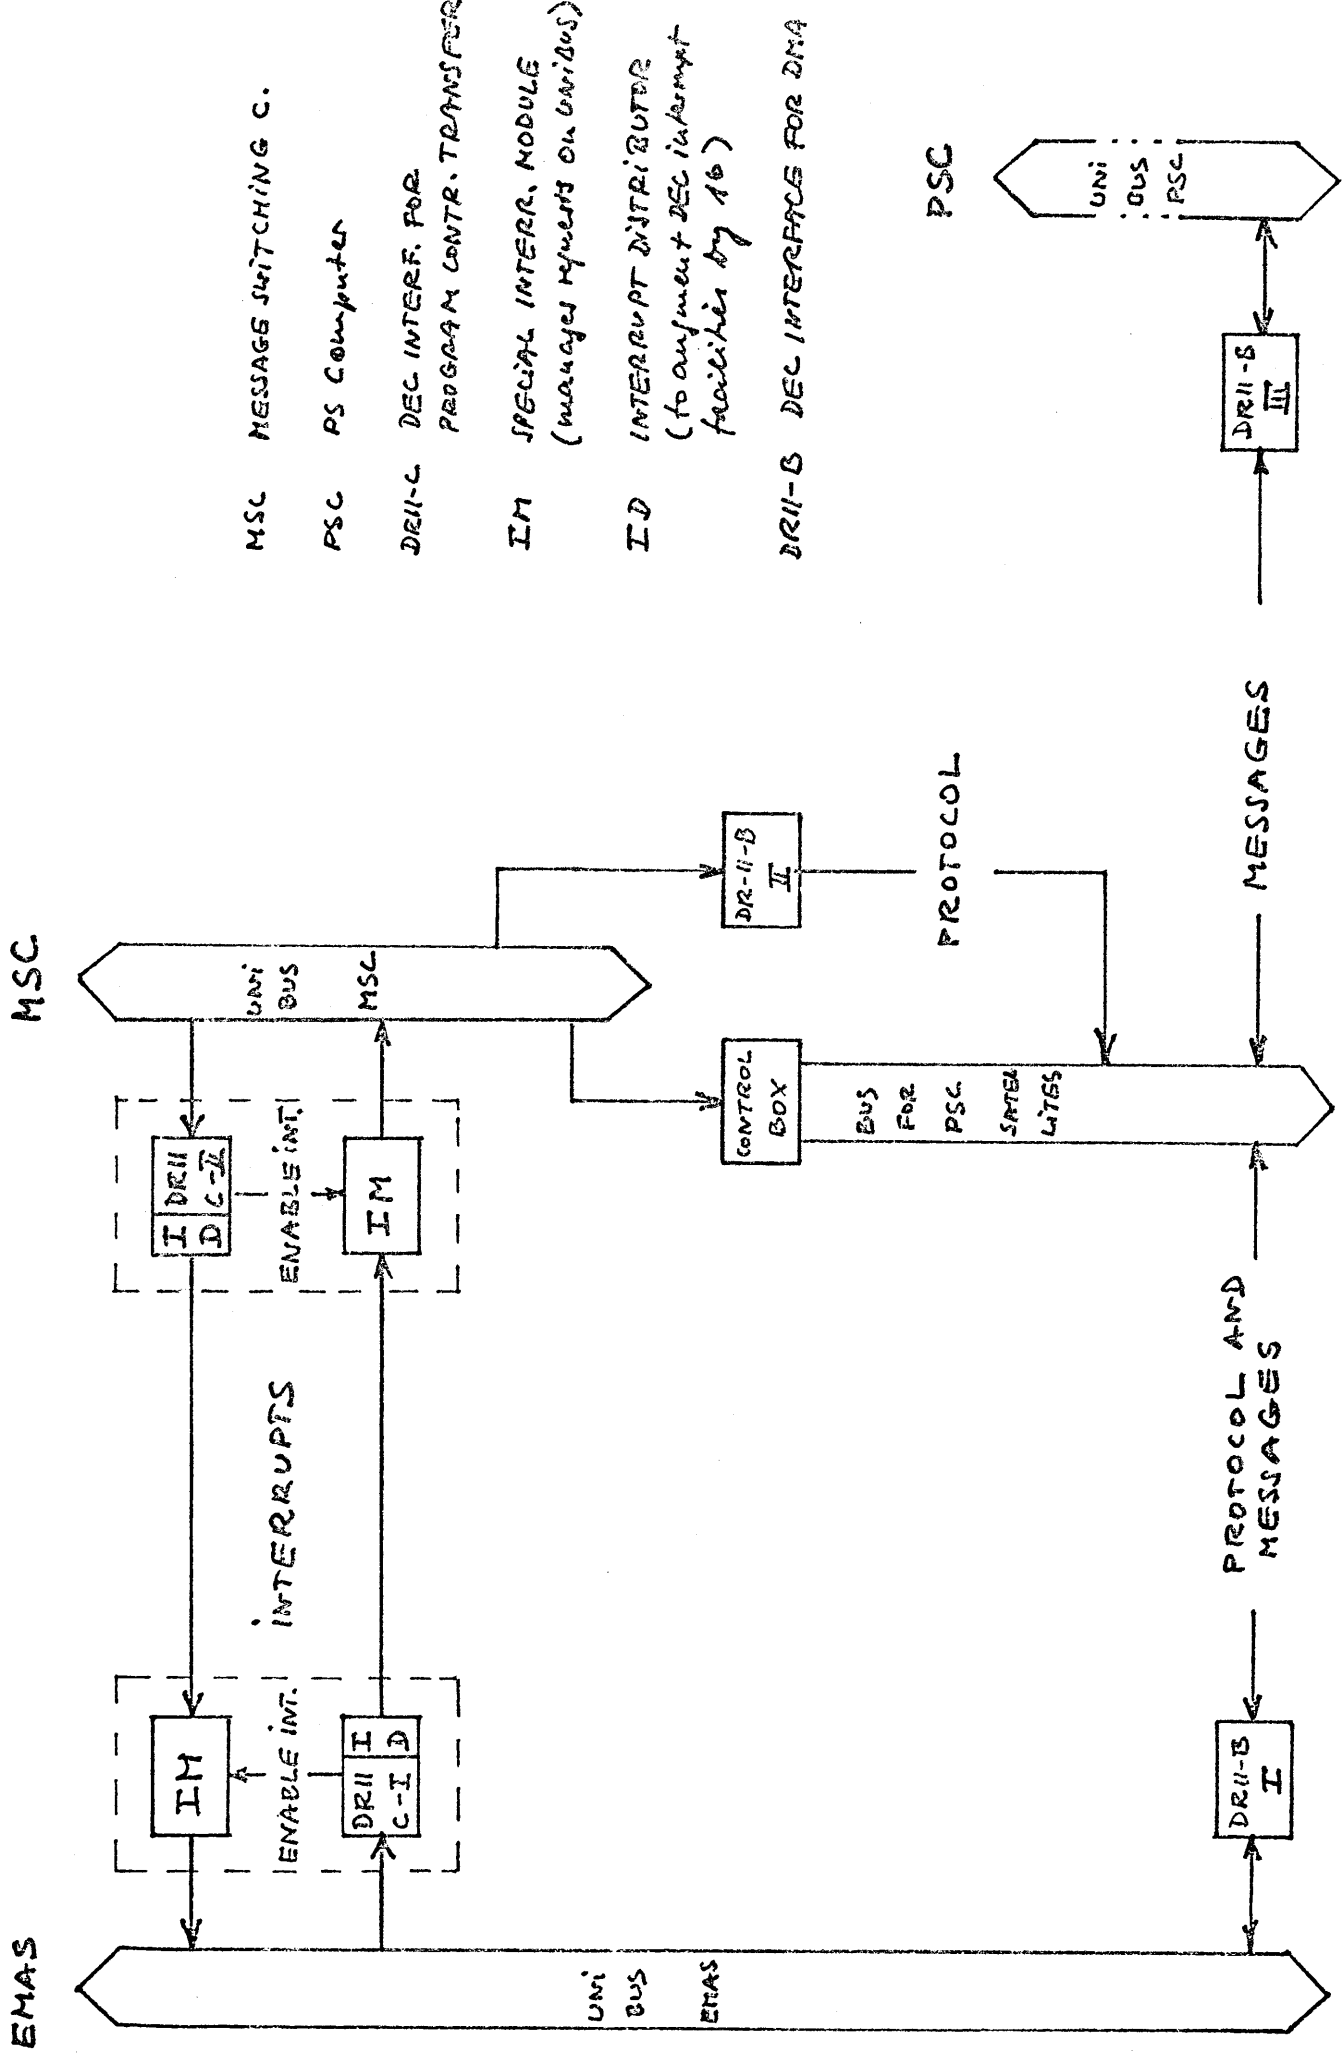 EMAS
MSC
PSC
UNi
BUS
EMAS
IM
ENABLE INT.
DR11
C-I
I
D
INTERRUPTS
I
D
DR11
C-II
ENABLE INT.
IM
UNi
BUS
MSC
CONTROL
BOX
DR-11-B
II
PROTOCOL
BUS
FOR
PSC
SATEL
LITES
DR11-B
I
PROTOCOL AND
MESSAGES
MESSAGES
DR11-B
III
UNi
BUS
PSC
MSC MESSAGE SWITCHING C.
PSC PS Computer
DR11-C DEC INTERF. FOR
PROGRAM CONTR. TRANSFER
IM SPECIAL INTERR. MODULE
(manages requests on UNIBUS)
ID INTERRUPT DISTRIBUTOR
(to augment DEC interrupt
facilities by 16)
DR11-B DEC INTERFACE FOR DMA